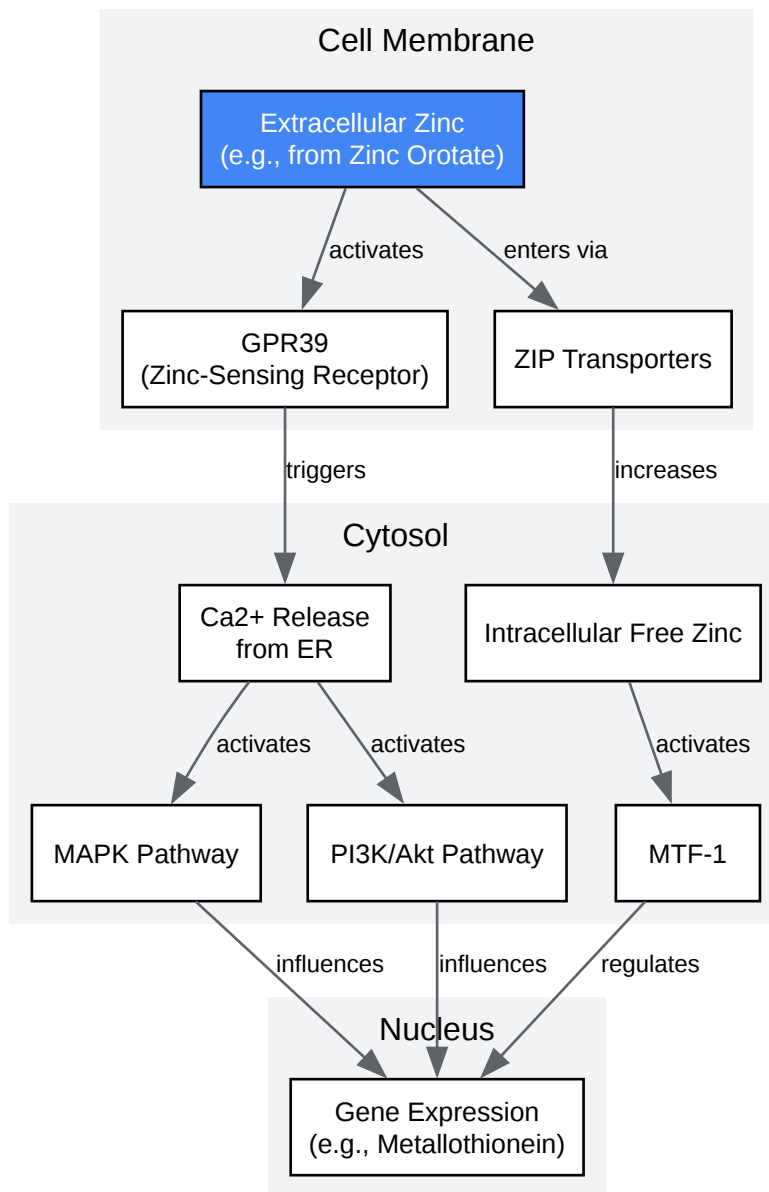 Cell Membrane
Extracellular Zinc
(e.g., from Zinc Orotate)
activates
enters via
GPR39
(Zinc-Sensing Receptor)
ZIP Transporters
triggers
increases
Cytosol
Ca2+ Release
from ER
Intracellular Free Zinc
activates
activates
activates
MAPK Pathway
PI3K/Akt Pathway
MTF-1
influences
influences
regulates
Nucleus
Gene Expression
(e.g., Metallothionein)